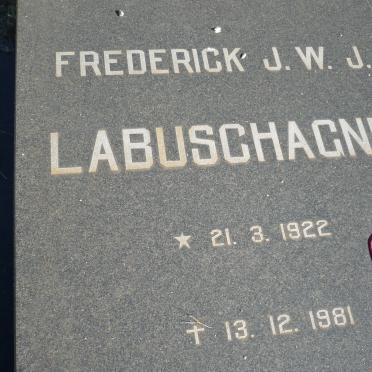 FREDERICK J. W. J.
LABUSCHAGN
★ 21. 3. 1922
✝ 13. 12. 1981